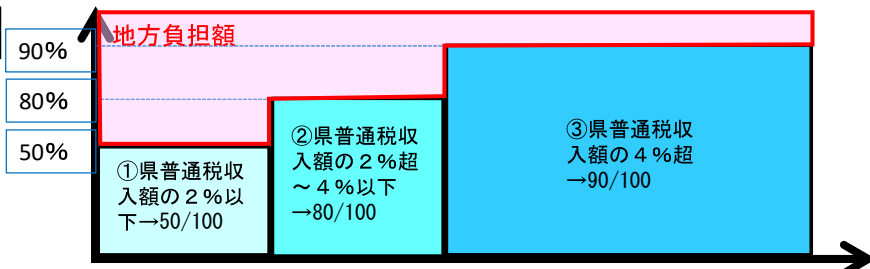 地方負担額
90%
80%
50%
①県普通税収
入額の２％以
下→50/100
②県普通税収
入額の２％超
～４％以下
→80/100
③県普通税収
入額の４％超
→90/100